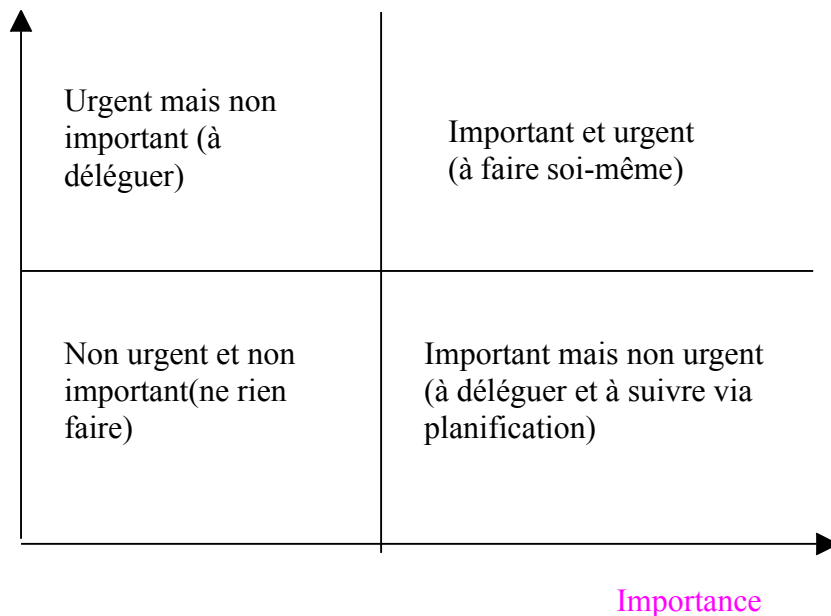 Urgent mais non
important (à
déléguer)
Important et urgent
(à faire soi-même)
Non urgent et non
important(ne rien
faire)
Important mais non urgent
(à déléguer et à suivre via
planification)
Importance